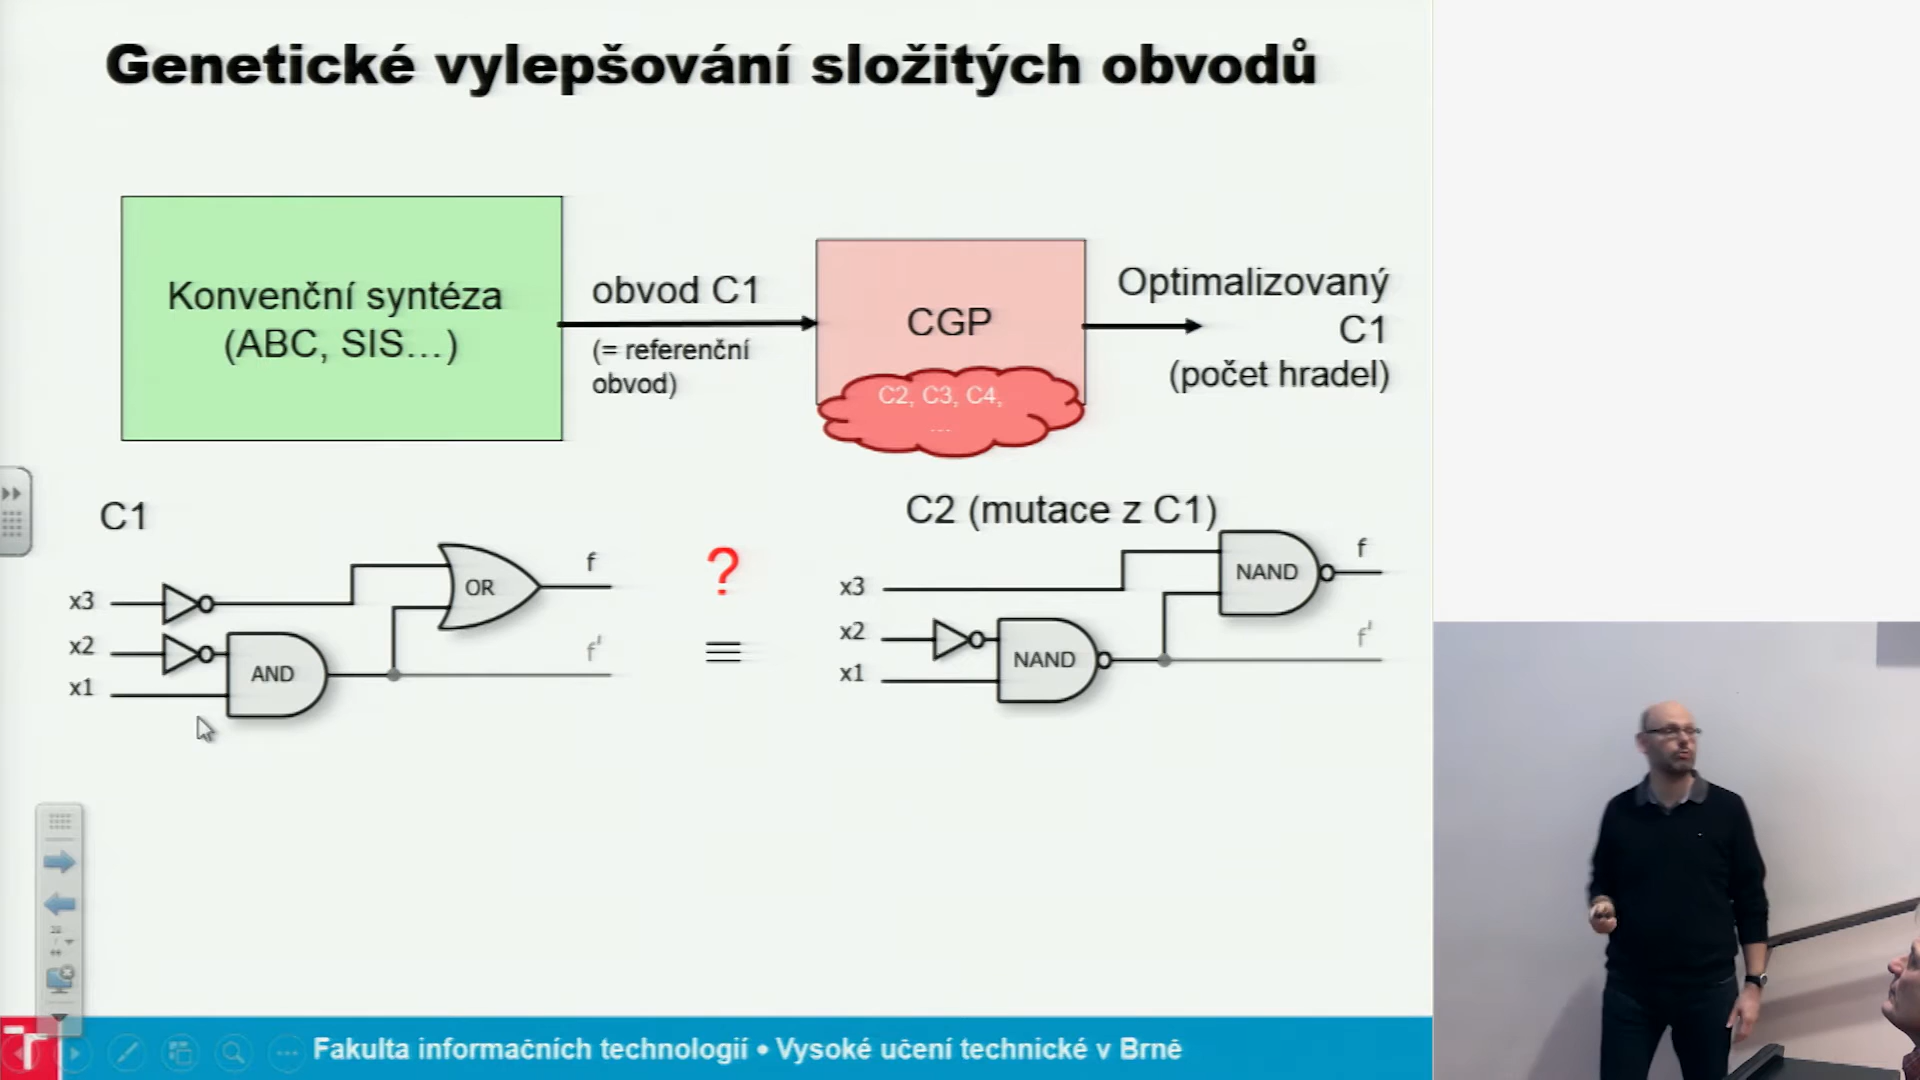 Genetické vylepšování složitých obvodů
Konvenční syntéza
(ABC, SIS...)
obvod C1
(= referenční
obvod)
CGP
C2, C3, C4,
...
Optimalizovaný
C1
(počet hradel)
C1
x3
x2
x1
AND
OR
f
f'
?
≡
C2 (mutace z C1)
x3
x2
x1
NAND
NAND
f
f'
Fakulta informačních technologií • Vysoké učení technické v Brně